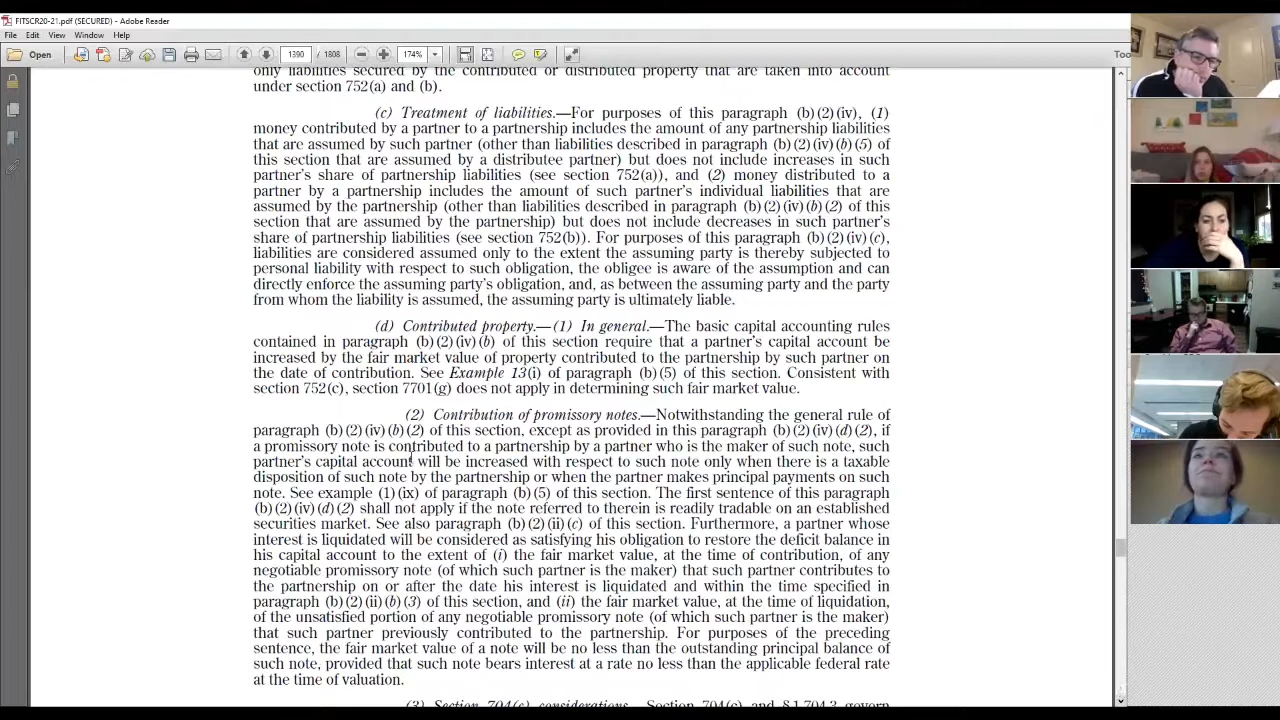 FITSCR20-21.pdf (SECURED) - Adobe Reader
File Edit View Window Help
Open 1390 / 1808 174% Too
only liabilities secured by the contributed or distributed property that are taken into account
under section 752(a) and (b).
(c) Treatment of liabilities.—For purposes of this paragraph (b)(2)(iv), (1)
money contributed by a partner to a partnership includes the amount of any partnership liabilities
that are assumed by such partner (other than liabilities described in paragraph (b)(2)(iv)(b)(5) of
this section that are assumed by a distributee partner) but does not include increases in such
partner's share of partnership liabilities (see section 752(a)), and (2) money distributed to a
partner by a partnership includes the amount of such partner's individual liabilities that are
assumed by the partnership (other than liabilities described in paragraph (b)(2)(iv)(b)(2) of this
section that are assumed by the partnership) but does not include decreases in such partner's
share of partnership liabilities (see section 752(b)). For purposes of this paragraph (b)(2)(iv)(c),
liabilities are considered assumed only to the extent the assuming party is thereby subjected to
personal liability with respect to such obligation, the obligee is aware of the assumption and can
directly enforce the assuming party's obligation, and, as between the assuming party and the party
from whom the liability is assumed, the assuming party is ultimately liable.
(d) Contributed property.—(1) In general.—The basic capital accounting rules
contained in paragraph (b)(2)(iv)(b) of this section require that a partner's capital account be
increased by the fair market value of property contributed to the partnership by such partner on
the date of contribution. See Example 13(i) of paragraph (b)(5) of this section. Consistent with
section 752(c), section 7701(g) does not apply in determining such fair market value.
(2) Contribution of promissory notes.—Notwithstanding the general rule of
paragraph (b)(2)(iv)(b)(2) of this section, except as provided in this paragraph (b)(2)(iv)(d)(2), if
a promissory note is contributed to a partnership by a partner who is the maker of such note, such
partner's capital account will be increased with respect to such note only when there is a taxable
disposition of such note by the partnership or when the partner makes principal payments on such
note. See example (1)(ix) of paragraph (b)(5) of this section. The first sentence of this paragraph
(b)(2)(iv)(d)(2) shall not apply if the note referred to therein is readily tradable on an established
securities market. See also paragraph (b)(2)(ii)(c) of this section. Furthermore, a partner whose
interest is liquidated will be considered as satisfying his obligation to restore the deficit balance in
his capital account to the extent of (i) the fair market value, at the time of contribution, of any
negotiable promissory note (of which such partner is the maker) that such partner contributes to
the partnership on or after the date his interest is liquidated and within the time specified in
paragraph (b)(2)(ii)(b)(3) of this section, and (ii) the fair market value, at the time of liquidation,
of the unsatisfied portion of any negotiable promissory note (of which such partner is the maker)
that such partner previously contributed to the partnership. For purposes of the preceding
sentence, the fair market value of a note will be no less than the outstanding principal balance of
such note, provided that such note bears interest at a rate no less than the applicable federal rate
at the time of valuation.
(3) Section 704(c) considerations.—Section 704(c) and § 1.704-3 govern